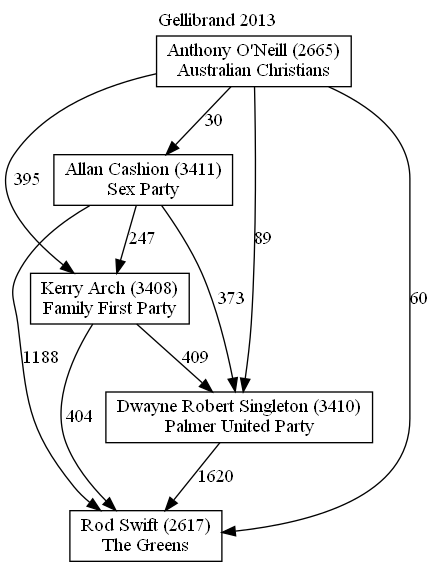 Gellibrand 2013
Anthony O'Neill (2665)
Australian Christians
30
Allan Cashion (3411)
Sex Party
395
247
89
Kerry Arch (3408)
Family First Party
373
60
1188
409
404
Dwayne Robert Singleton (3410)
Palmer United Party
1620
Rod Swift (2617)
The Greens